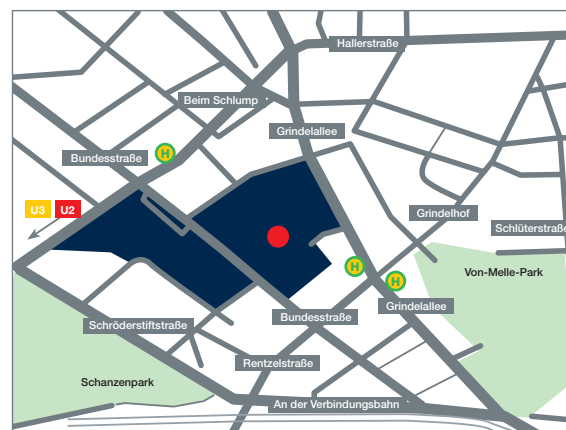 Hallerstraße
Beim Schlump
Grindelallee
H
Bundesstraße
U3
U2
Grindelhof
Schlüterstraße
H
H
Von-Melle-Park
Grindelallee
Bundesstraße
Schröderstiftstraße
Rentzelstraße
Schanzenpark
An der Verbindungsbahn